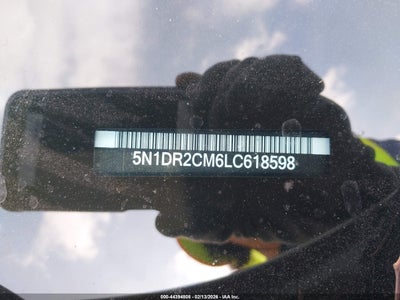 5N1DR2CM6LC618598
000-44394809 - 02/13/2026 - IAA Inc.